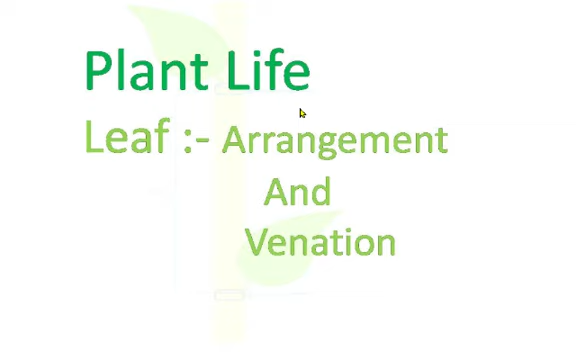 Plant Life
Leaf :- Arrangement
And
Venation